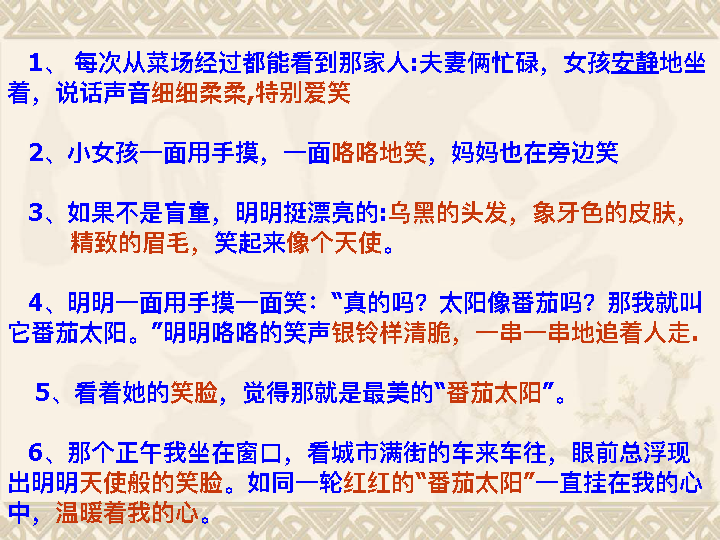 1、 每次从菜场经过都能看到那家人:夫妻俩忙碌，女孩安静地坐
着，说话声音细细柔柔,特别爱笑
2、小女孩一面用手摸，一面咯咯地笑，妈妈也在旁边笑
3、如果不是盲童，明明挺漂亮的:乌黑的头发，象牙色的皮肤，
精致的眉毛，笑起来像个天使。
4、明明一面用手摸一面笑：“真的吗？太阳像番茄吗？那我就叫
它番茄太阳。”明明咯咯的笑声银铃样清脆，一串一串地追着人走.
5、看着她的笑脸，觉得那就是最美的“番茄太阳”。
6、那个正午我坐在窗口，看城市满街的车来车往，眼前总浮现
出明明天使般的笑脸。如同一轮红红的“番茄太阳”一直挂在我的心
中，温暖着我的心。